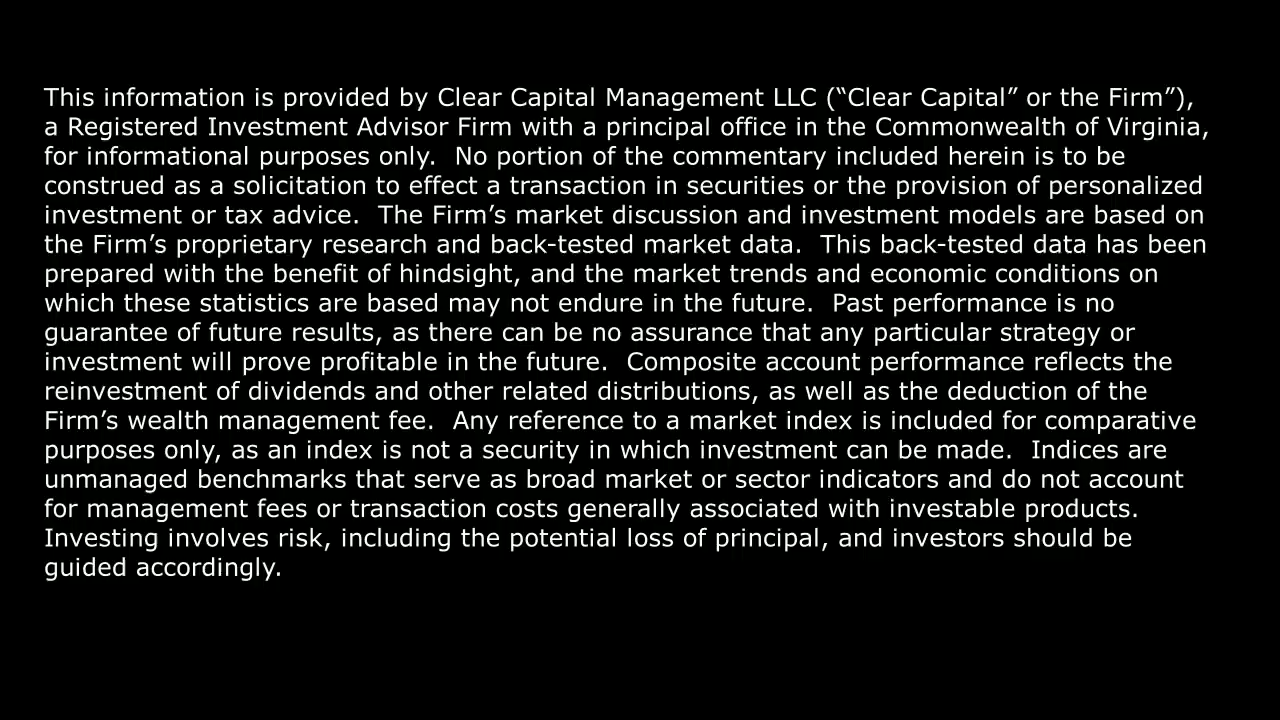 This information is provided by Clear Capital Management LLC (“Clear Capital” or the Firm”),
a Registered Investment Advisor Firm with a principal office in the Commonwealth of Virginia,
for informational purposes only.  No portion of the commentary included herein is to be
construed as a solicitation to effect a transaction in securities or the provision of personalized
investment or tax advice.  The Firm’s market discussion and investment models are based on
the Firm’s proprietary research and back-tested market data.  This back-tested data has been
prepared with the benefit of hindsight, and the market trends and economic conditions on
which these statistics are based may not endure in the future.  Past performance is no
guarantee of future results, as there can be no assurance that any particular strategy or
investment will prove profitable in the future.  Composite account performance reflects the
reinvestment of dividends and other related distributions, as well as the deduction of the
Firm’s wealth management fee.  Any reference to a market index is included for comparative
purposes only, as an index is not a security in which investment can be made.  Indices are
unmanaged benchmarks that serve as broad market or sector indicators and do not account
for management fees or transaction costs generally associated with investable products.
Investing involves risk, including the potential loss of principal, and investors should be
guided accordingly.